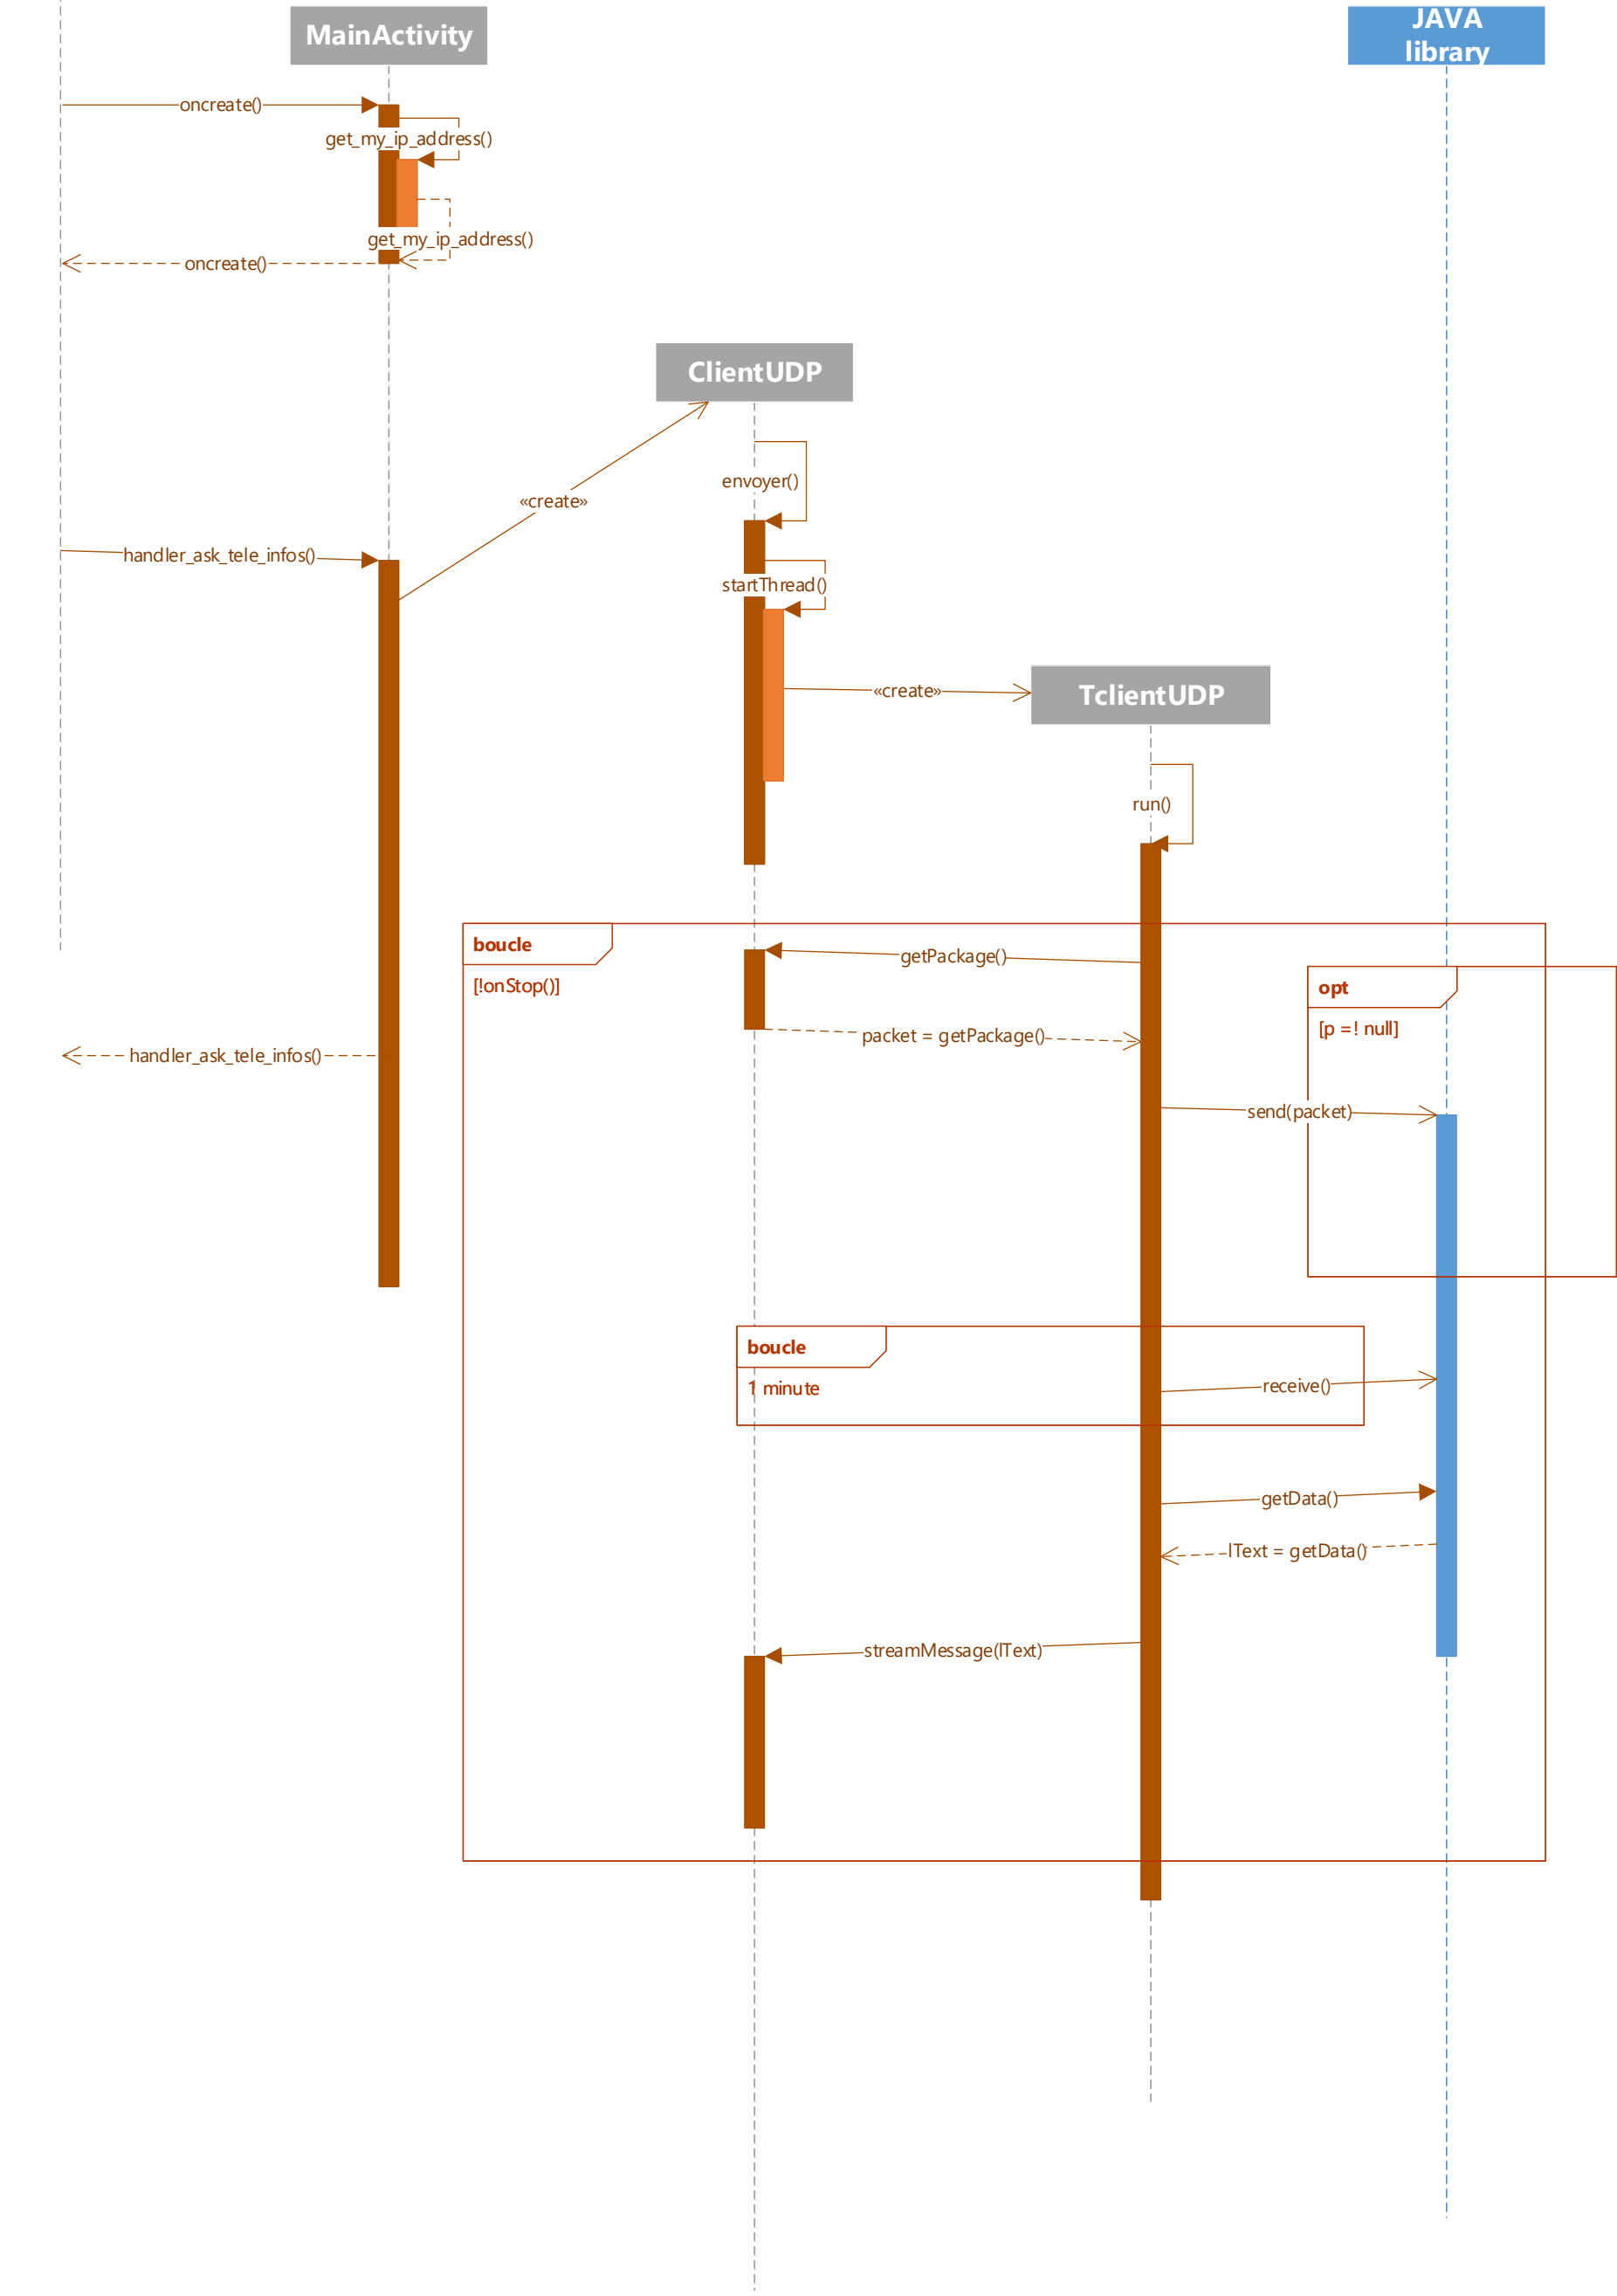 MainActivity
JAVA
library
oncreate()
get_my_ip_address()
get_my_ip_address()
oncreate()
ClientUDP
envoyer()
«create»
handler_ask_tele_infos()
startThread()
«create»
TclientUDP
run()
boucle
[!onStop()]
getPackage()
opt
[p =! null]
packet = getPackage()
handler_ask_tele_infos()
send(packet)
boucle
1 minute
receive()
getData()
lText = getData()
streamMessage(lText)